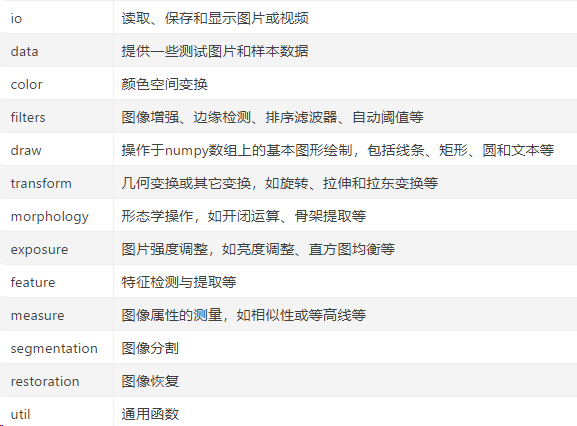 io 读取、保存和显示图片或视频
data 提供一些测试图片和样本数据
color 颜色空间变换
filters 图像增强、边缘检测、排序滤波器、自动阈值等
draw 操作于numpy数组上的基本图形绘制，包括线条、矩形、圆和文本等
transform 几何变换或其它变换，如旋转、拉伸和拉东变换等
morphology 形态学操作，如开闭运算、骨架提取等
exposure 图片强度调整，如亮度调整、直方图均衡等
feature 特征检测与提取等
measure 图像属性的测量，如相似性或等高线等
segmentation 图像分割
restoration 图像恢复
util 通用函数